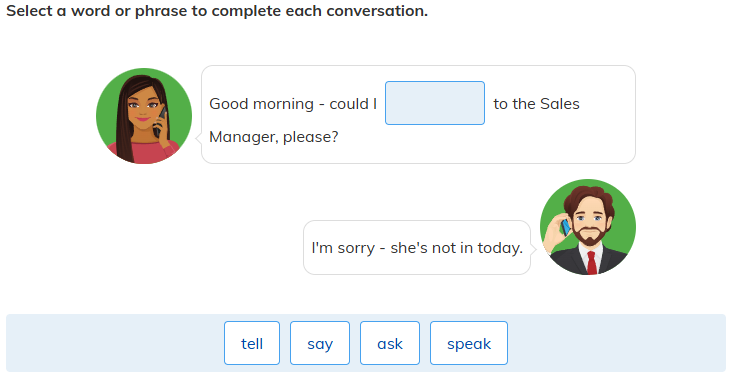 Select a word or phrase to complete each conversation.
Good morning - could I to the Sales
Manager, please?
I'm sorry - she's not in today.
tell say ask speak